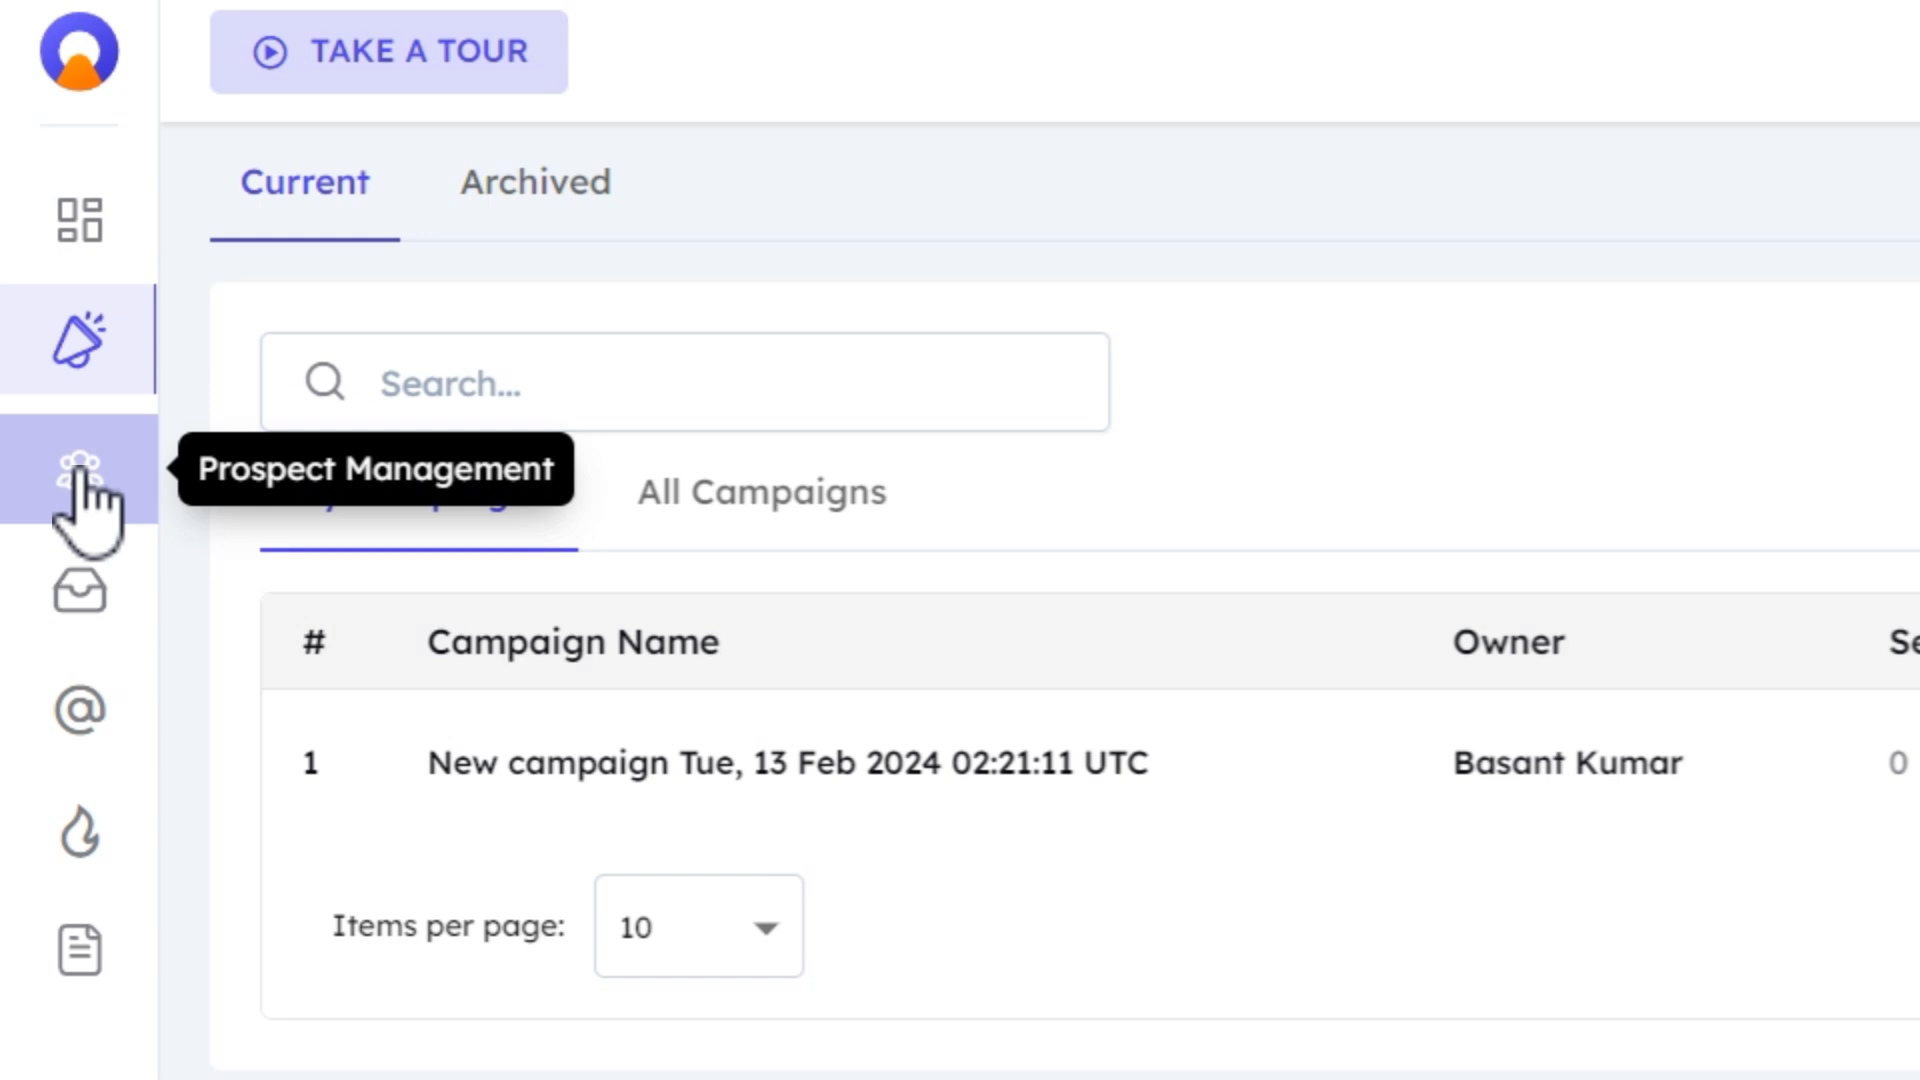 TAKE A TOUR
Current Archived
Search...
Prospect Management
All Campaigns
# Campaign Name Owner
1 New campaign Tue, 13 Feb 2024 02:21:11 UTC Basant Kumar 0
Items per page: 10